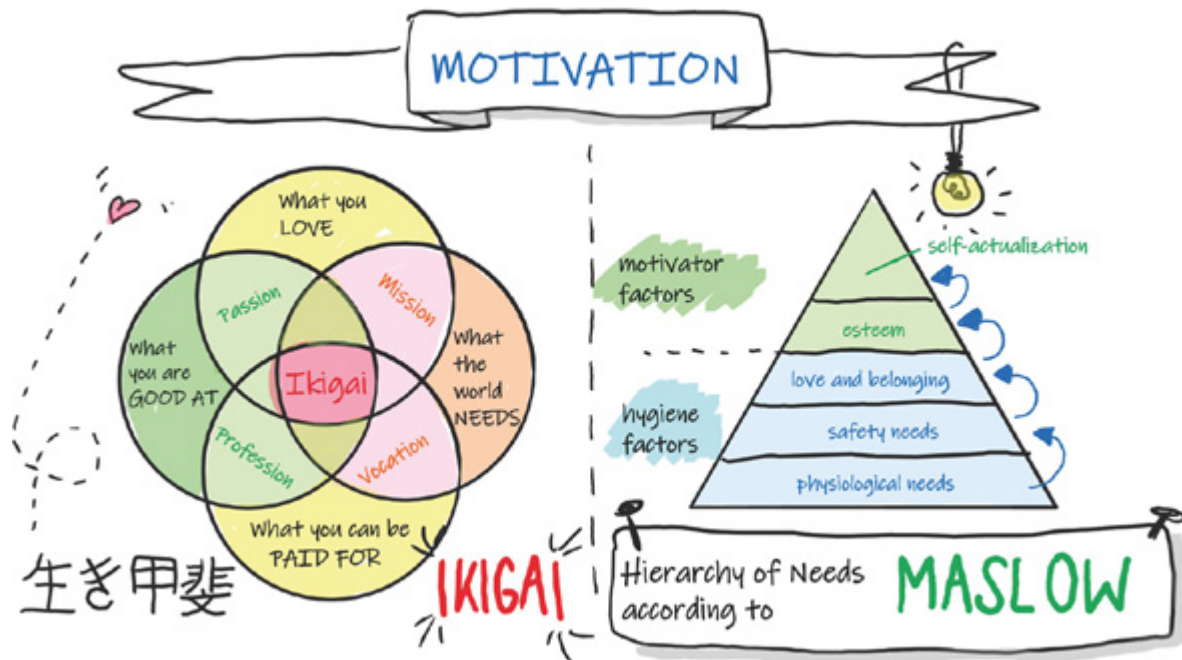 MOTIVATION
What you
LOVE
Passion
Mission
What
you are
GOOD AT
Ikigai
What
the
world
NEEDS
Profession
Vocation
What you can be
PAID FOR
生き甲斐
IKIGAI
motivator
factors
hygiene
factors
self-actualization
esteem
love and belonging
safety needs
physiological needs
Hierarchy of Needs
according to
MASLOW